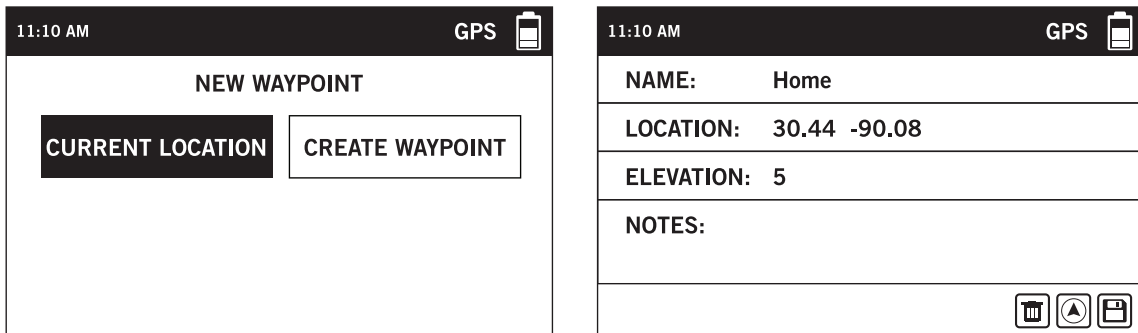 11:10 AM GPS
NEW WAYPOINT
CURRENT LOCATION CREATE WAYPOINT
11:10 AM GPS
NAME: Home
LOCATION: 30.44 -90.08
ELEVATION: 5
NOTES: